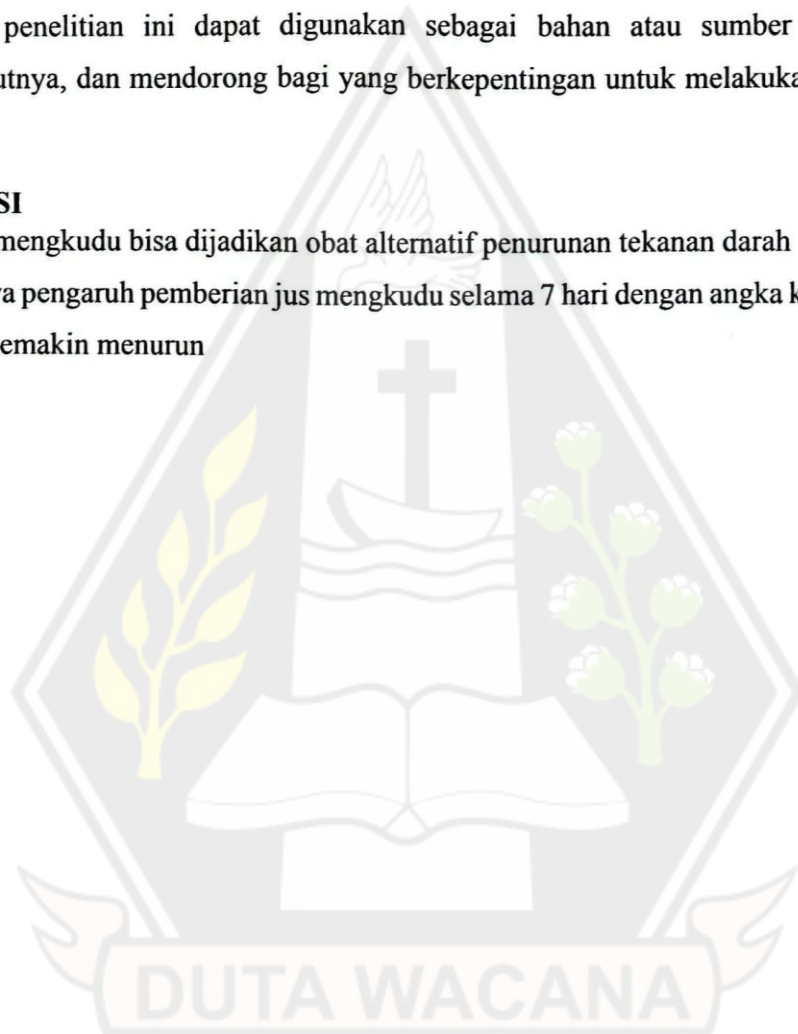 penelitian ini dapat digunakan sebagai bahan atau sumber
utnya, dan mendorong bagi yang berkepentingan untuk melakuka
SI
mengkudu bisa dijadikan obat alternatif penurunan tekanan darah
a pengaruh pemberian jus mengkudu selama 7 hari dengan angka k
emakin menurun
DUTA WACANA